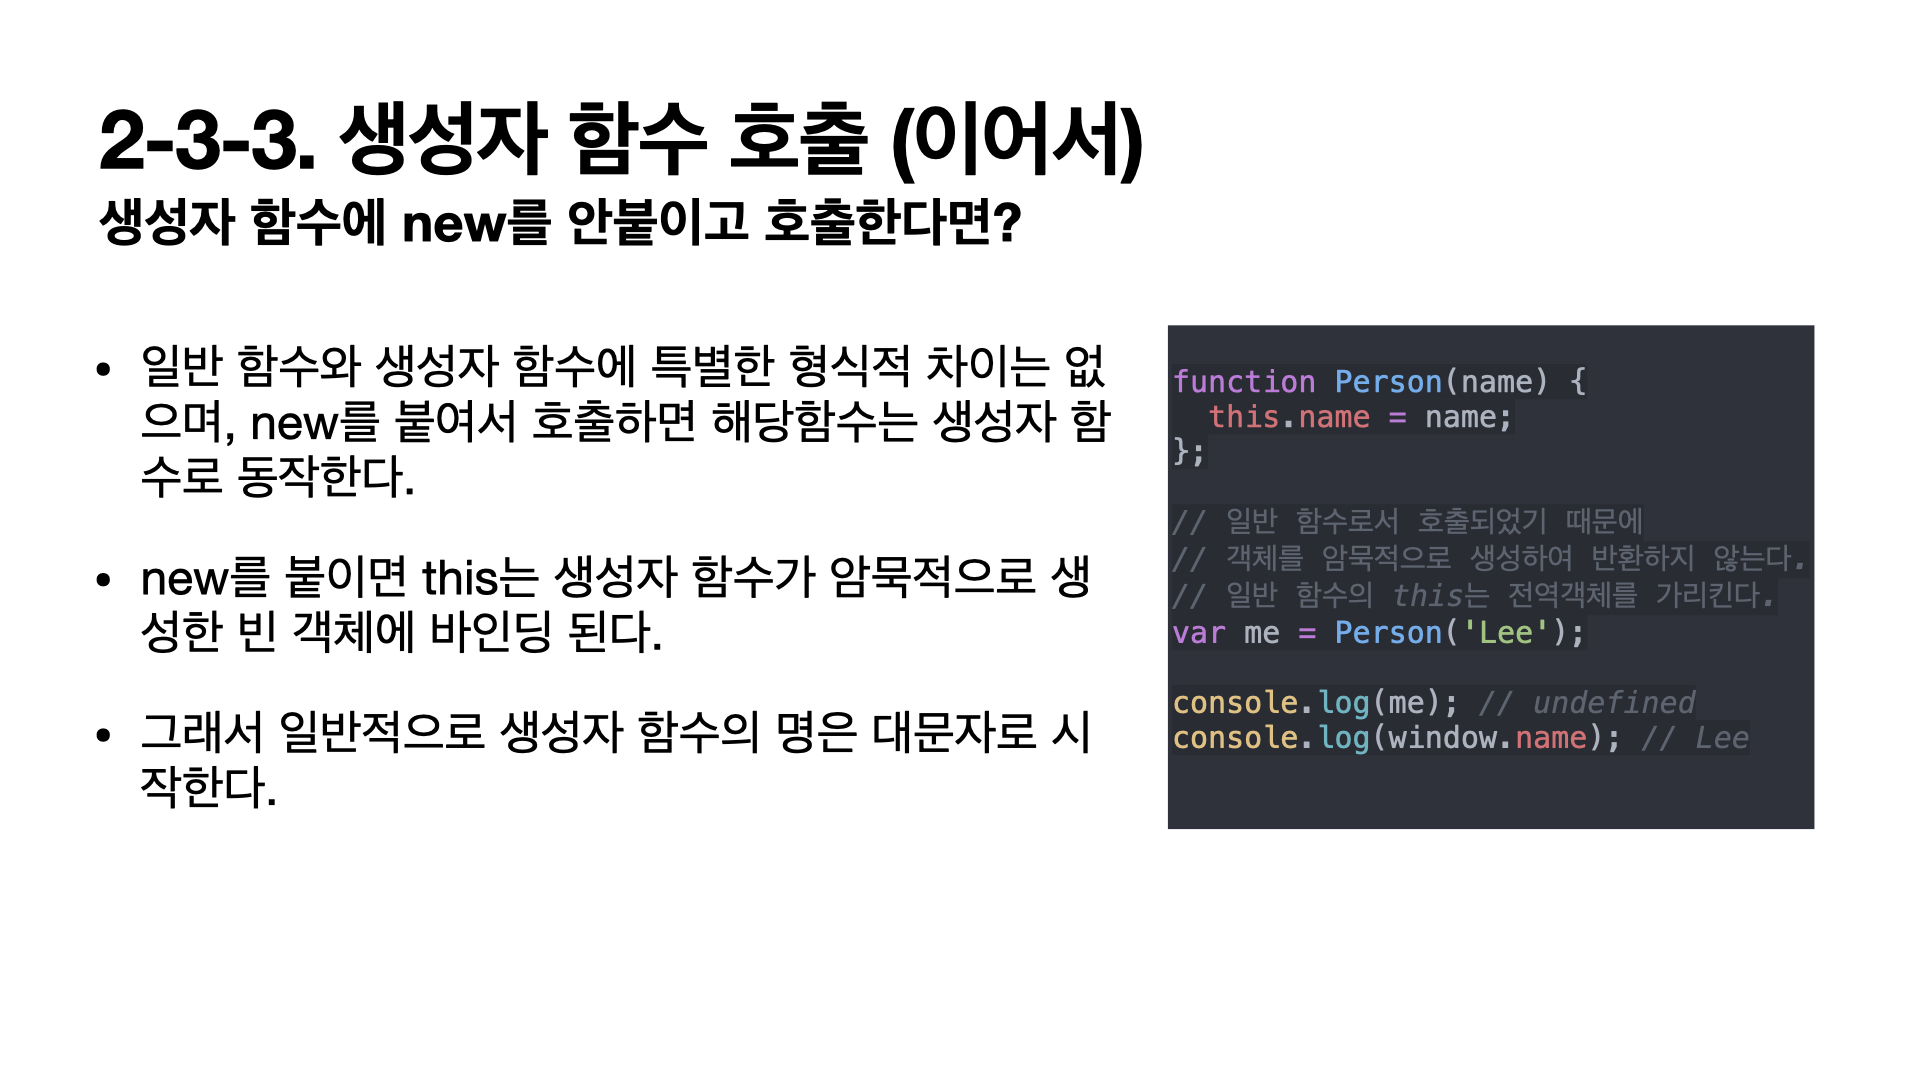 2-3-3. 생성자 함수 호출 (이어서)
생성자 함수에 new를 안붙이고 호출한다면?
• 일반 함수와 생성자 함수에 특별한 형식적 차이는 없
으며, new를 붙여서 호출하면 해당함수는 생성자 함
수로 동작한다.
• new를 붙이면 this는 생성자 함수가 암묵적으로 생
성한 빈 객체에 바인딩 된다.
• 그래서 일반적으로 생성자 함수의 명은 대문자로 시
작한다.
function Person(name) {
  this.name = name;
};
// 일반 함수로서 호출되었기 때문에
// 객체를 암묵적으로 생성하여 반환하지 않는다.
// 일반 함수의 this는 전역객체를 가리킨다.
var me = Person('Lee');
console.log(me); // undefined
console.log(window.name); // Lee